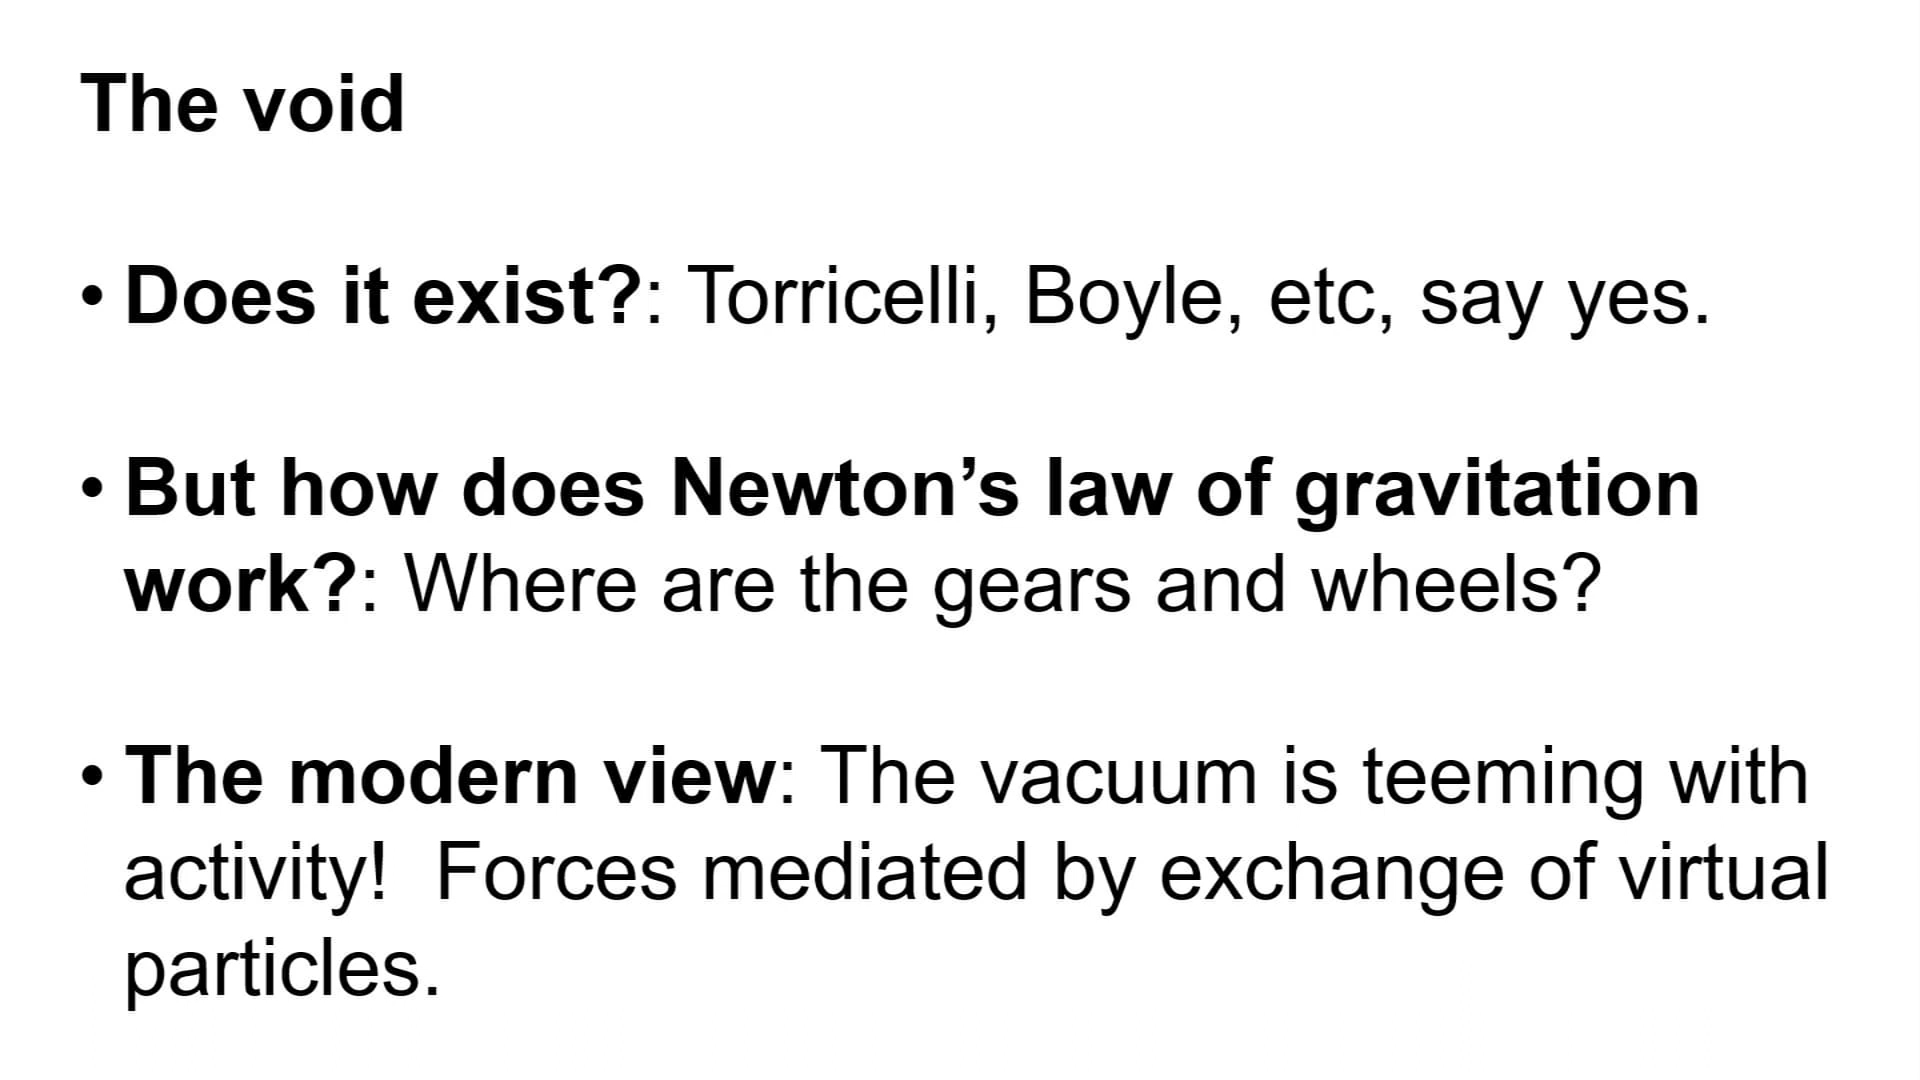 The void
• Does it exist?: Torricelli, Boyle, etc, say yes.
• But how does Newton’s law of gravitation
work?: Where are the gears and wheels?
• The modern view: The vacuum is teeming with
activity!  Forces mediated by exchange of virtual
particles.